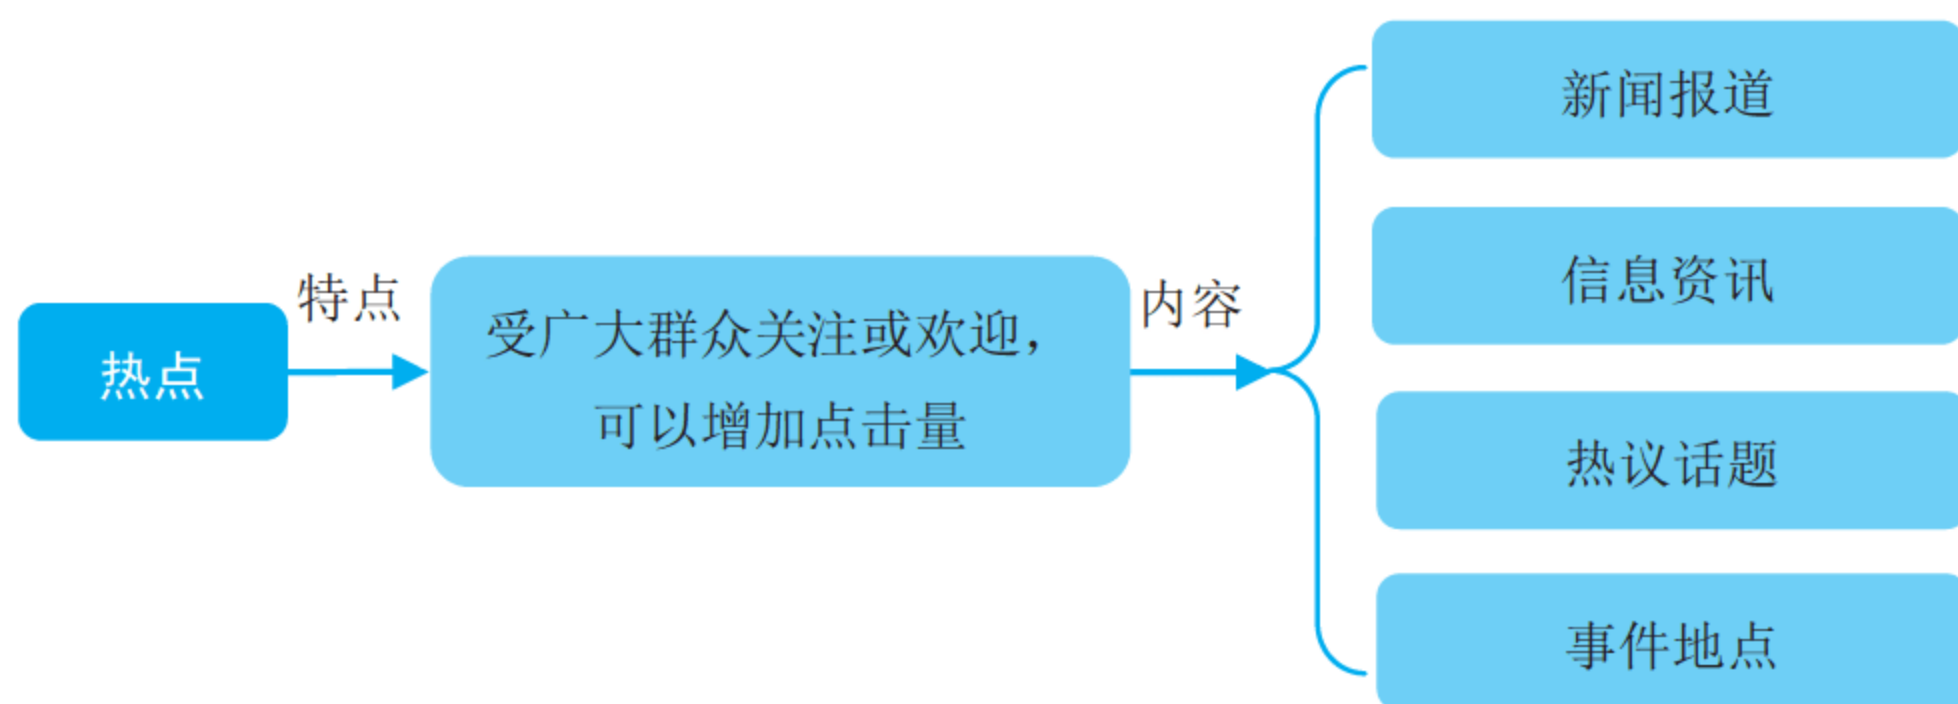 热点
特点
受广大群众关注或欢迎，
可以增加点击量
内容
新闻报道
信息资讯
热议话题
事件地点